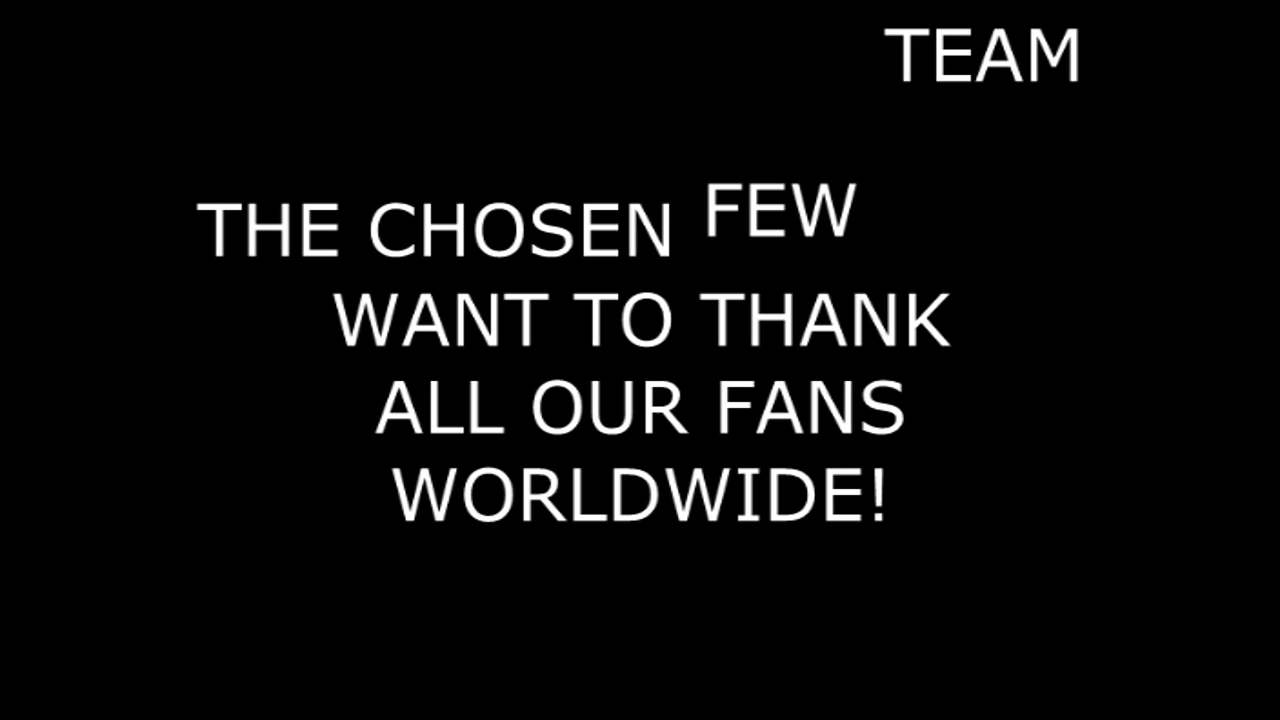 TEAM
THE CHOSEN FEW
WANT TO THANK
ALL OUR FANS
WORLDWIDE!